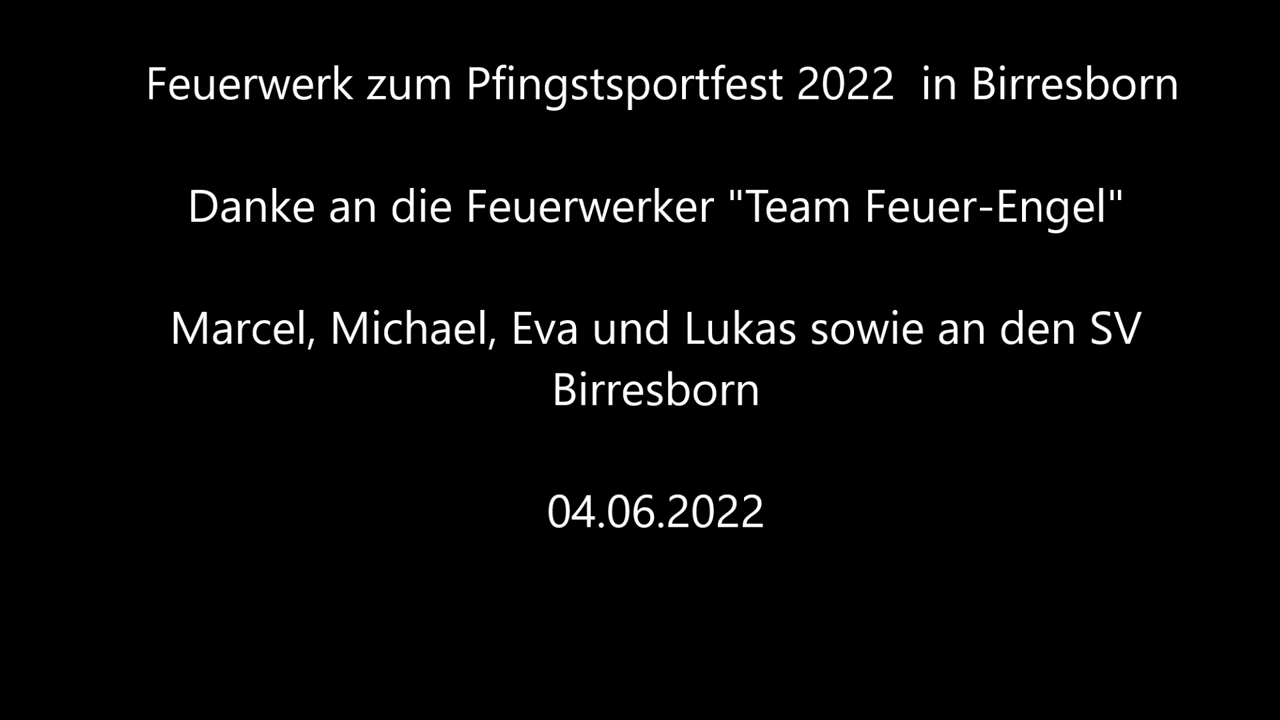 Feuerwerk zum Pfingstsportfest 2022  in Birresborn
Danke an die Feuerwerker "Team Feuer-Engel"
Marcel, Michael, Eva und Lukas sowie an den SV
Birresborn
04.06.2022